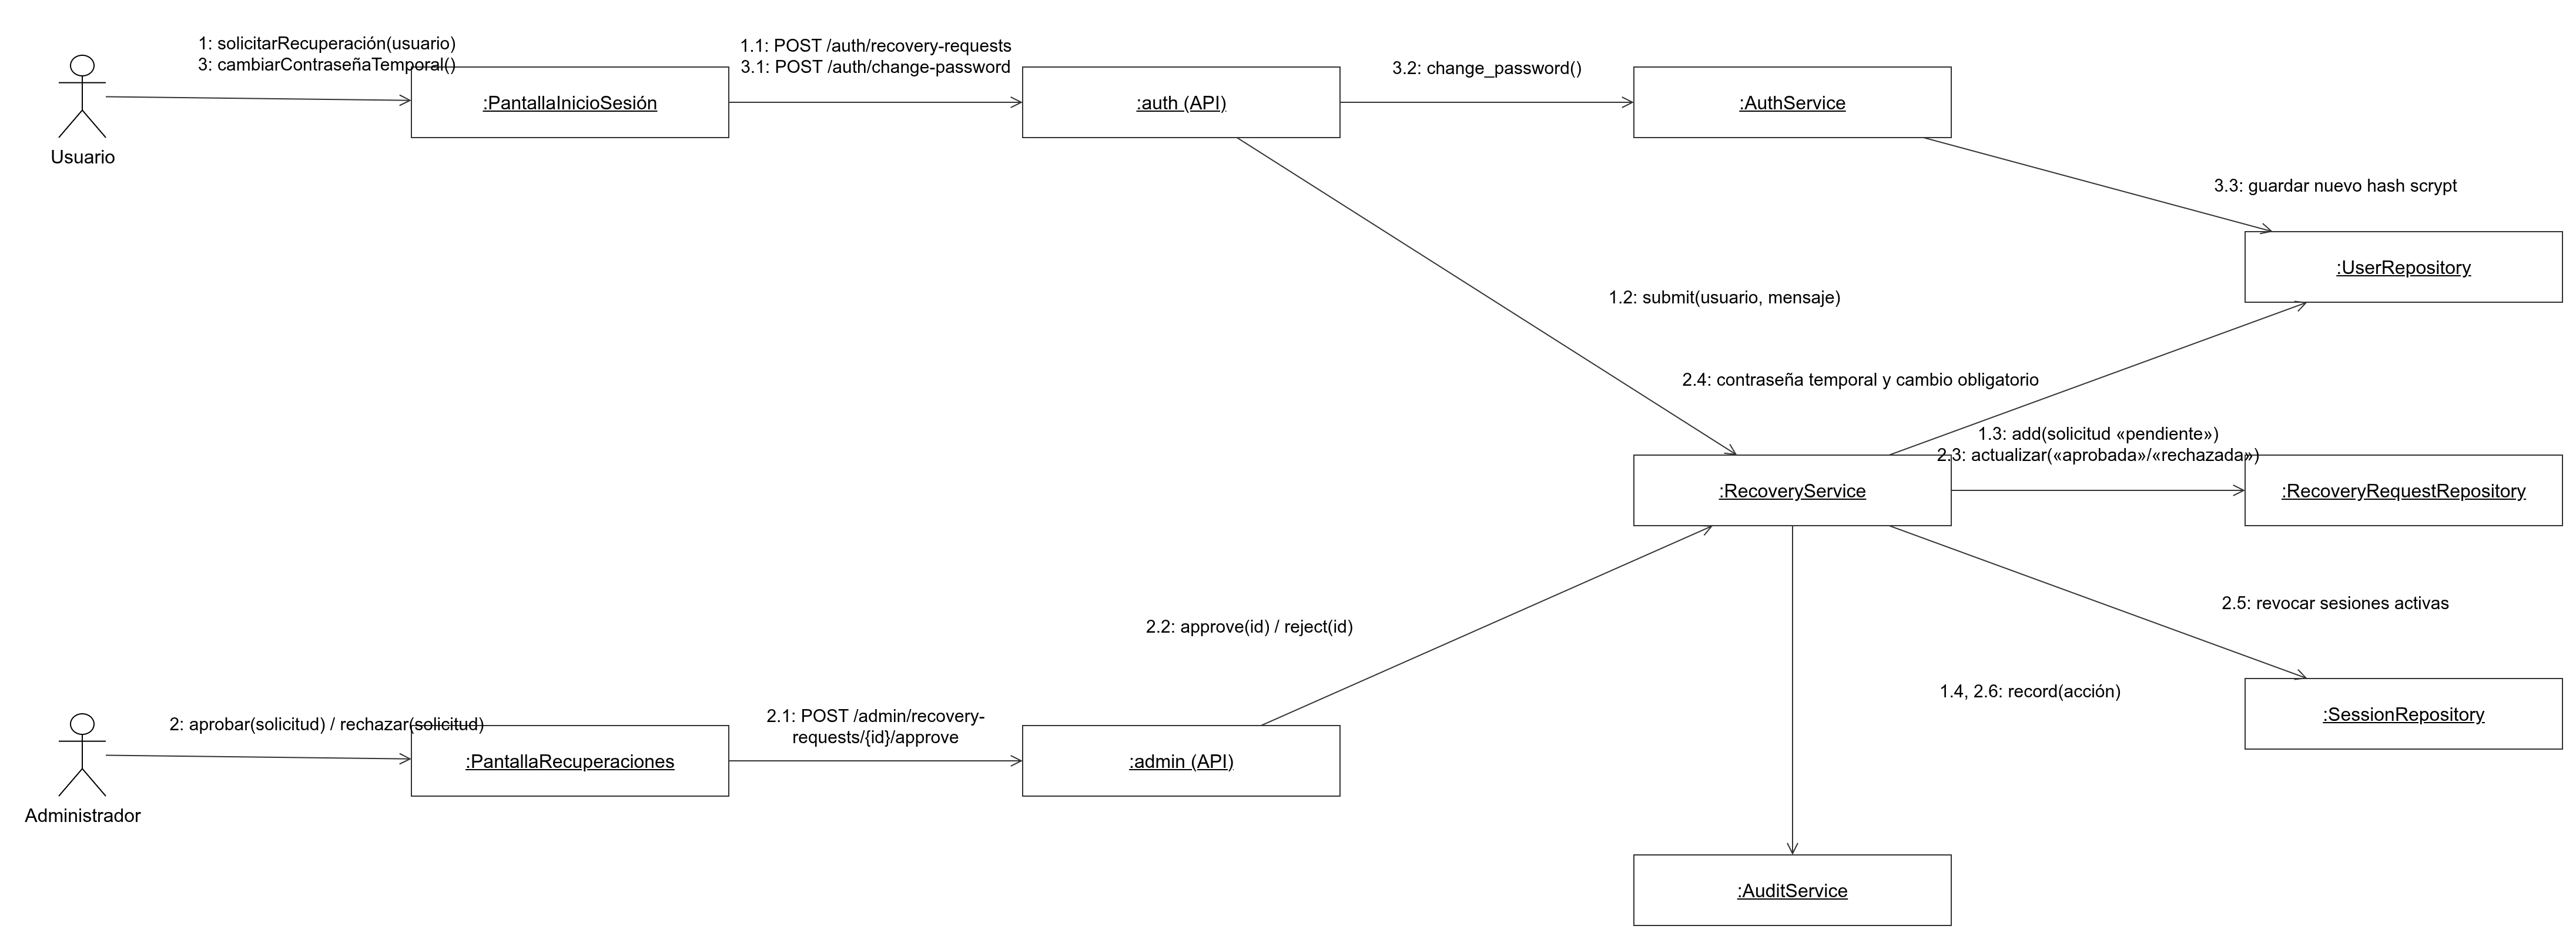 1: solicitarRecuperación(usuario)
3: cambiarContraseñaTemporal()
1.1: POST /auth/recovery-requests
3.1: POST /auth/change-password
3.2: change_password()
:PantallaInicioSesión
:auth (API)
:AuthService
Usuario
3.3: guardar nuevo hash scrypt
:UserRepository
1.2: submit(usuario, mensaje)
2.4: contraseña temporal y cambio obligatorio
1.3: add(solicitud «pendiente»)
2.3: actualizar(«aprobada»/«rechazada»)
:RecoveryService
:RecoveryRequestRepository
2.5: revocar sesiones activas
2.2: approve(id) / reject(id)
1.4, 2.6: record(acción)
:SessionRepository
2: aprobar(solicitud) / rechazar(solicitud)
2.1: POST /admin/recovery-
requests/{id}/approve
:PantallaRecuperaciones
:admin (API)
Administrador
:AuditService